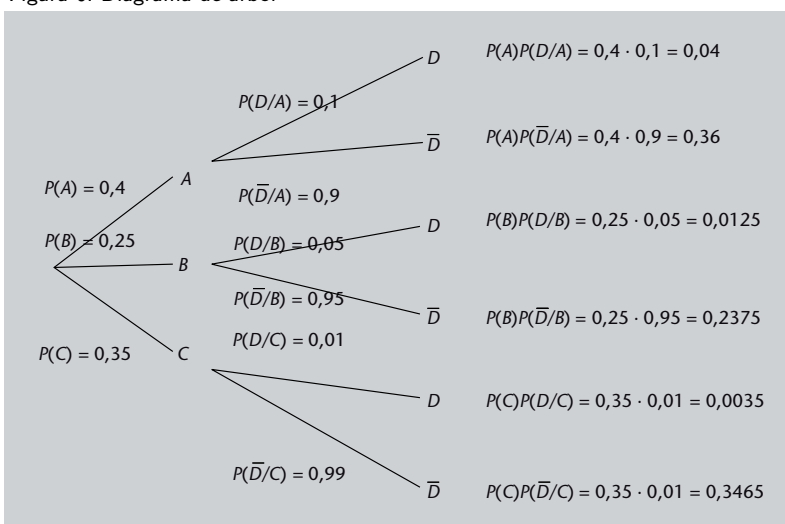 Figura 6. Diagrama de árbol
D
P(A)P(D/A) = 0,4 · 0,1 = 0,04
P(D/A) = 0,1
D̅
P(A)P(D̅/A) = 0,4 · 0,9 = 0,36
A
P(A) = 0,4
P(D̅/A) = 0,9
D
P(B)P(D/B) = 0,25 · 0,05 = 0,0125
P(B) = 0,25
P(D/B) = 0,05
B
P(D̅/B) = 0,95
D̅
P(B)P(D̅/B) = 0,25 · 0,95 = 0,2375
P(D/C) = 0,01
P(C) = 0,35
C
D
P(C)P(D/C) = 0,35 · 0,01 = 0,0035
P(D̅/C) = 0,99
D̅
P(C)P(D̅/C) = 0,35 · 0,01 = 0,3465